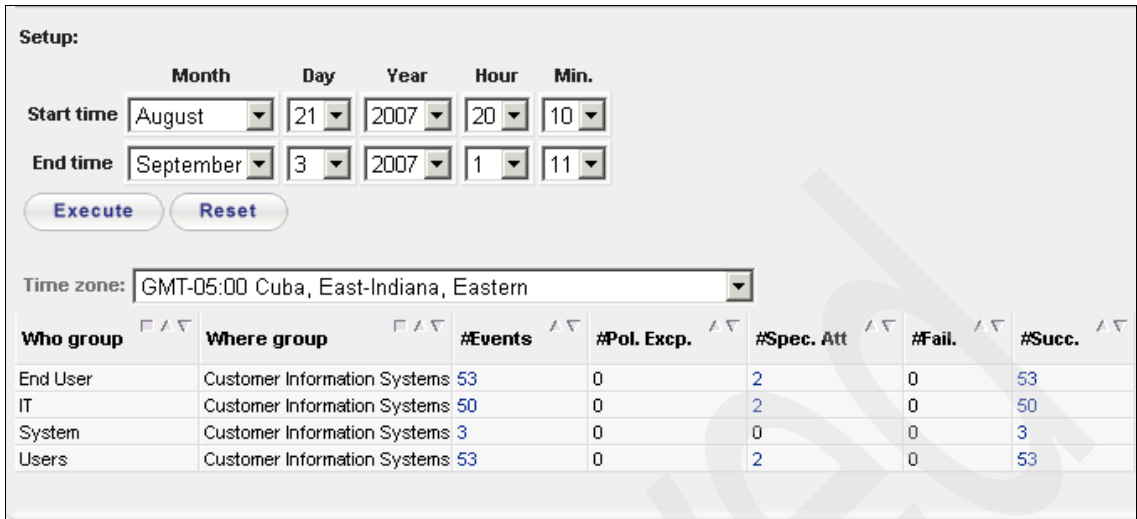 Setup:
Month Day Year Hour Min.
Start time August 21 2007 20 10
End time September 3 2007 1 11
Execute Reset
Time zone: GMT-05:00 Cuba, East-Indiana, Eastern
Who group Where group #Events #Pol. Excp. #Spec. Att #Fail. #Succ.
End User Customer Information Systems 53 0 2 0 53
IT Customer Information Systems 50 0 2 0 50
System Customer Information Systems 3 0 0 0 3
Users Customer Information Systems 53 0 2 0 53